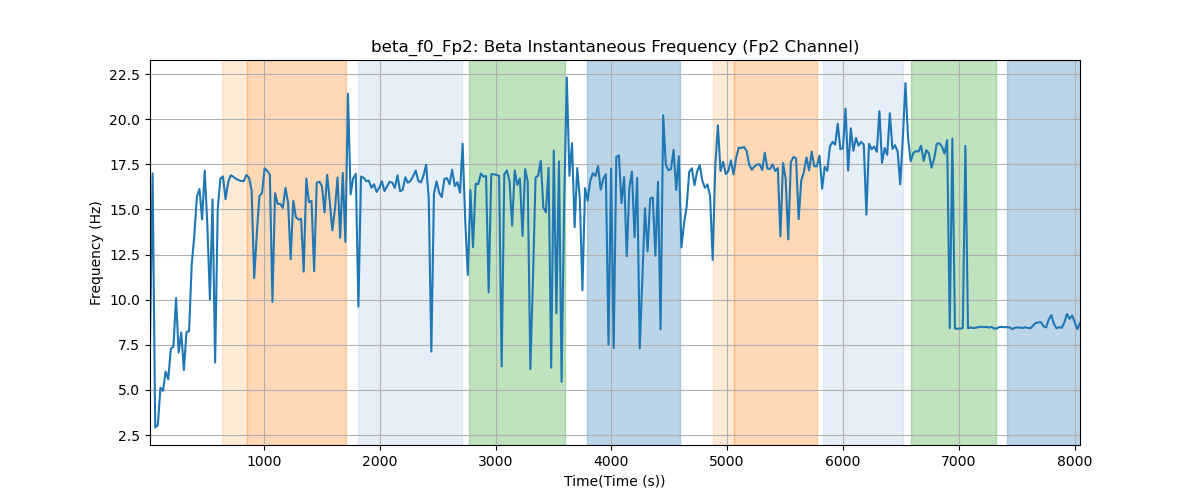 beta_f0_Fp2: Beta Instantaneous Frequency (Fp2 Channel)
22.5
20.0
17.5
15.0
12.5
10.0
7.5
5.0
2.5
Frequency (Hz)
1000 2000 3000 4000 5000 6000 7000 8000
Time(Time (s))